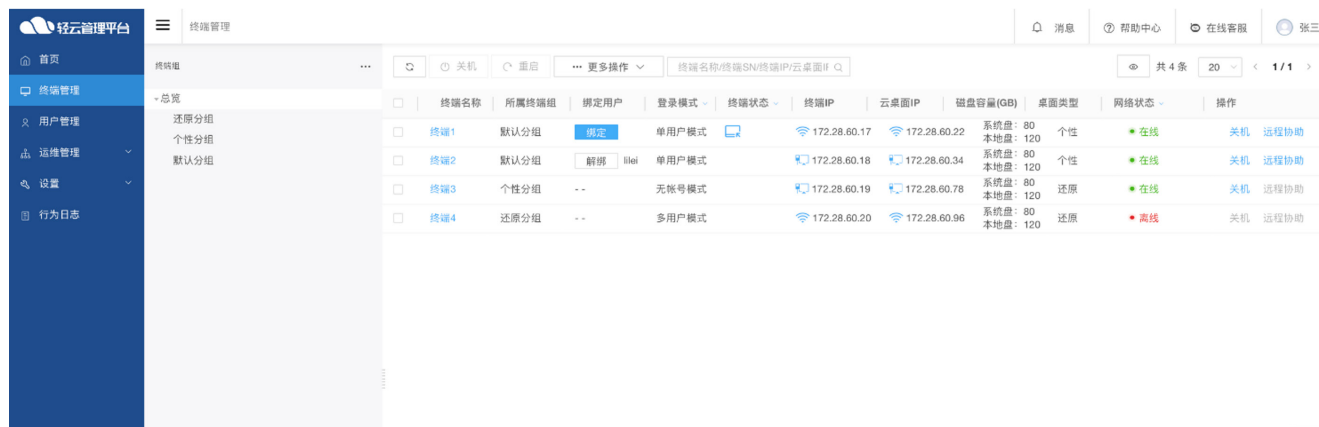 轻云管理平台 终端管理 消息 帮助中心 在线客服 张三
首页
终端管理
用户管理
运维管理
设置
行为日志
终端组 ...
总览
还原分组
个性分组
默认分组
关机 重启 ··· 更多操作 终端名称/终端SN/终端IP/云桌面IF 共 4 条 20 < 1 / 1 >
终端名称 所属终端组 绑定用户 登录模式 终端状态 终端IP 云桌面IP 磁盘容量(GB) 桌面类型 网络状态 操作
终端1 默认分组 绑定 单用户模式 172.28.60.17 172.28.60.22 系统盘：80 个性 在线 关机 远程协助
本地盘：120
终端2 默认分组 解绑 lilei 单用户模式 172.28.60.18 172.28.60.34 系统盘：80 个性 在线 关机 远程协助
本地盘：120
终端3 个性分组 - - 无帐号模式 172.28.60.19 172.28.60.78 系统盘：80 还原 在线 关机 远程协助
本地盘：120
终端4 还原分组 - - 多用户模式 172.28.60.20 172.28.60.96 系统盘：80 还原 离线 关机 远程协助
本地盘：120